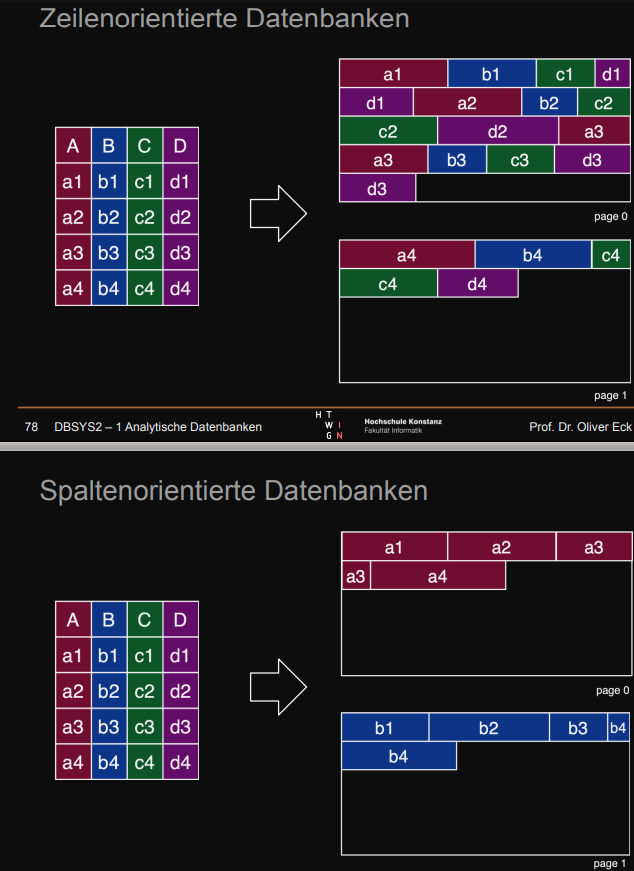 Zeilenorientierte Datenbanken
A B C D
a1 b1 c1 d1
a2 b2 c2 d2
a3 b3 c3 d3
a4 b4 c4 d4
a1 b1 c1 d1
d1 a2 b2 c2
c2 d2 a3
a3 b3 c3 d3
d3
page 0
a4 b4 c4
c4 d4
page 1
78 DBSYS2 – 1 Analytische Datenbanken
H T
W I
G N
Hochschule Konstanz
Fakultät Informatik
Prof. Dr. Oliver Eck
Spaltenorientierte Datenbanken
A B C D
a1 b1 c1 d1
a2 b2 c2 d2
a3 b3 c3 d3
a4 b4 c4 d4
a1 a2 a3
a3 a4
page 0
b1 b2 b3 b4
b4
page 1